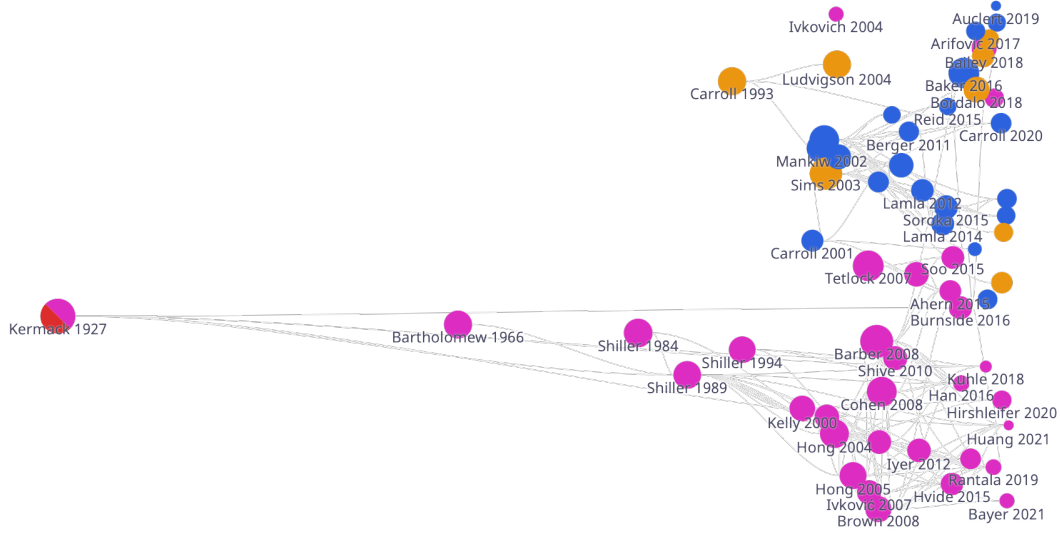 Auclert 2019
Ivkovich 2004
Arifovic 2017
Bailey 2018
Ludvigson 2004
Baker 2016
Carroll 1993
Bordalo 2018
Reid 2015
Carroll 2020
Berger 2011
Mankiw 2002
Sims 2003
Lamla 2012
Soroka 2015
Lamla 2014
Carroll 2001
Soo 2015
Tetlock 2007
Ahern 2015
Burnside 2016
Kermack 1927
Bartholomew 1966
Shiller 1984
Barber 2008
Shiller 1994
Shive 2010
Kuhle 2018
Shiller 1989
Han 2016
Cohen 2008
Hirshleifer 2020
Kelly 2000
Huang 2021
Hong 2004
Iyer 2012
Rantala 2019
Hong 2005
Hvide 2015
Ivković 2007
Bayer 2021
Brown 2008